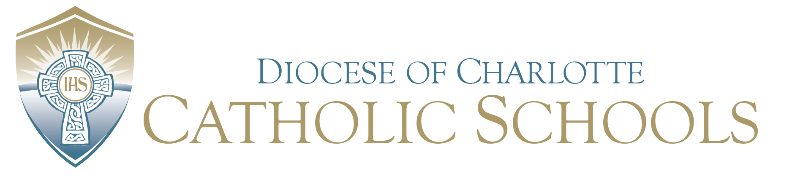 IHS
DIOCESE OF CHARLOTTE
CATHOLIC SCHOOLS